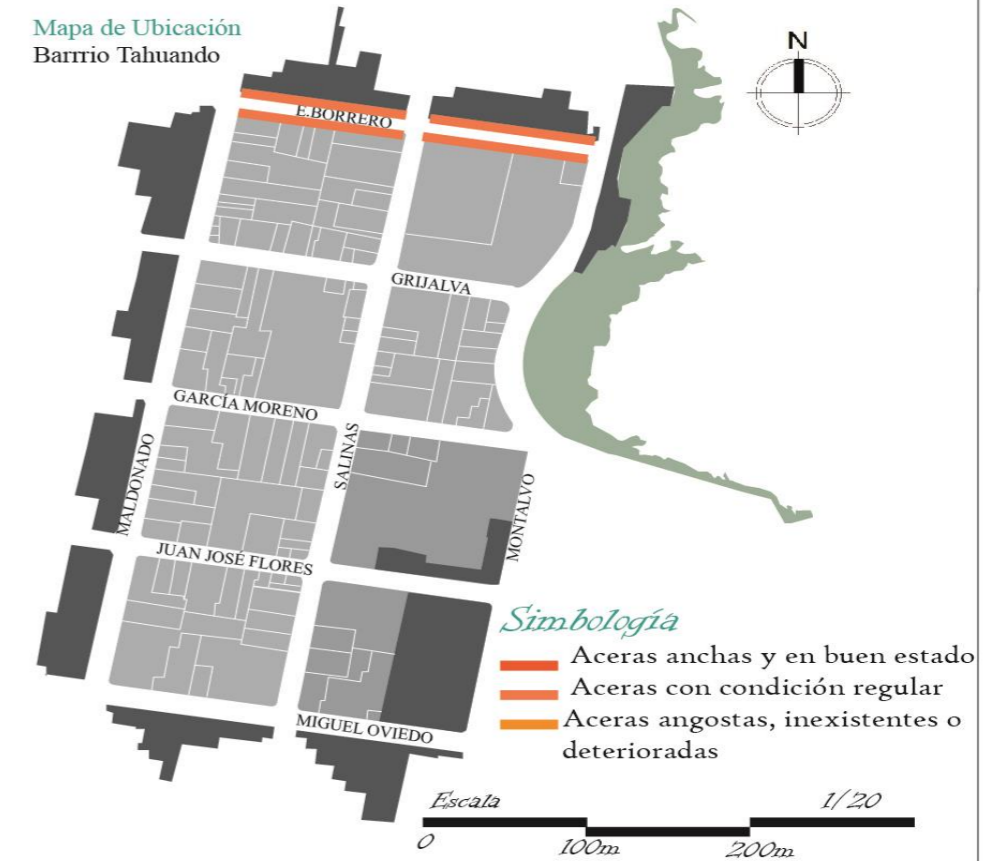 Mapa de Ubicación
Barrrio Tahuando
N
E.BORRERO
GRIJALVA
GARCÍA MORENO
SALINAS
MALDONADO
MONTALVO
JUAN JOSÉ FLORES
MIGUEL OVIEDO
Simbología
Aceras anchas y en buen estado
Aceras con condición regular
Aceras angostas, inexistentes o
deterioradas
Escala 1/20
0 100m 200m